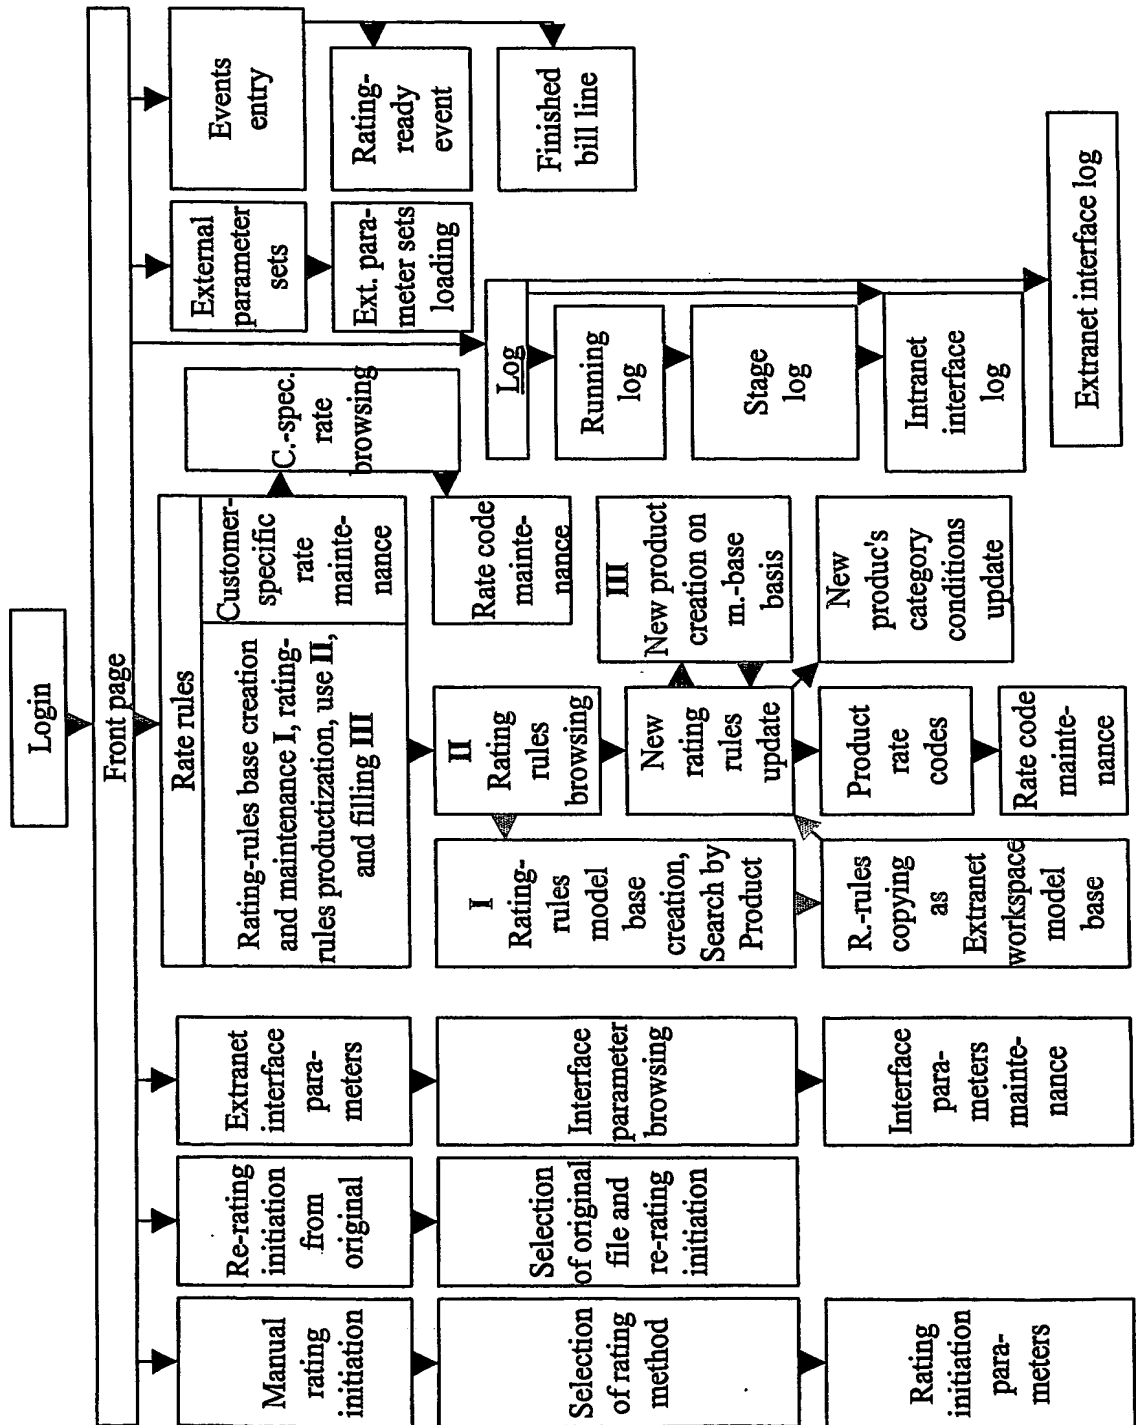 Login
Front page
Manual
rating
initiation
Selection
of rating
method
Rating
initiation
para-
meters
Re-rating
initiation
from
original
Selection
of original
file and
re-rating
initiation
Extranet
interface
para-
meters
Interface
parameter
browsing
Interface
para-
meters
mainte-
nance
Rate rules
Rating-rules base creation
and maintenance I, rating-
rules productization, use II,
and filling III
Customer-
specific
rate
mainte-
nance
C.-spec.
rate
browsing
Rate code
mainte-
nance
I
Rating-
rules
model
base
creation,
Search by
Product
R.-rules
copying
as
Extranet
workspace
model
base
II
Rating
rules
browsing
New
rating
rules
update
Product
rate
codes
Rate code
mainte-
nance
III
New product
creation on
m.-base
basis
New
produc's
category
conditions
update
Log
Running
log
Stage
log
Intranet
interface
log
Extranet interface log
External
parameter
sets
Ext. para-
meter sets
loading
Events
entry
Rating-
ready
event
Finished
bill line